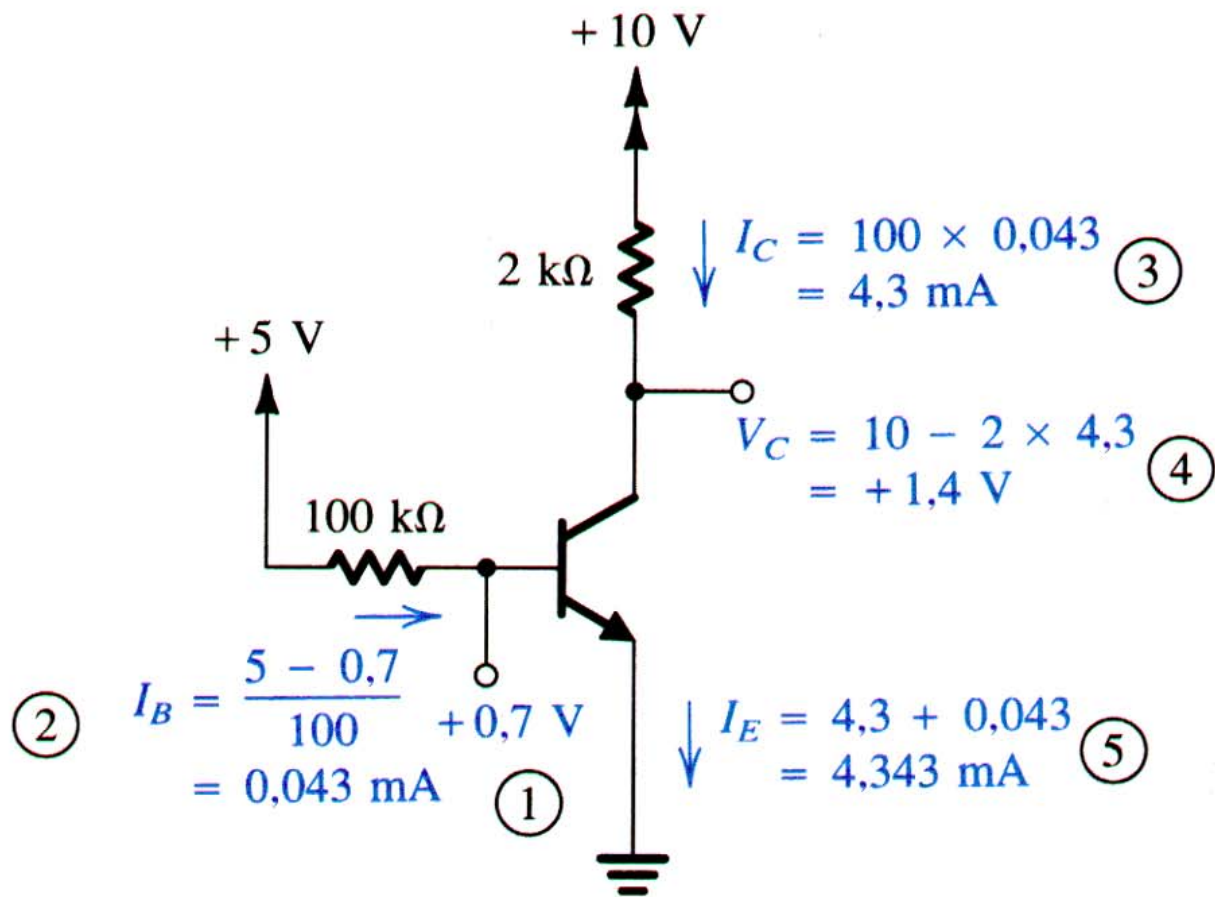 +10 V
2 kΩ
I_C = 100 × 0,043
= 4,3 mA
③
+5 V
V_C = 10 − 2 × 4,3
= +1,4 V
④
100 kΩ
② I_B = 5 − 0,7 / 100
= 0,043 mA
+0,7 V
①
I_E = 4,3 + 0,043
= 4,343 mA
⑤